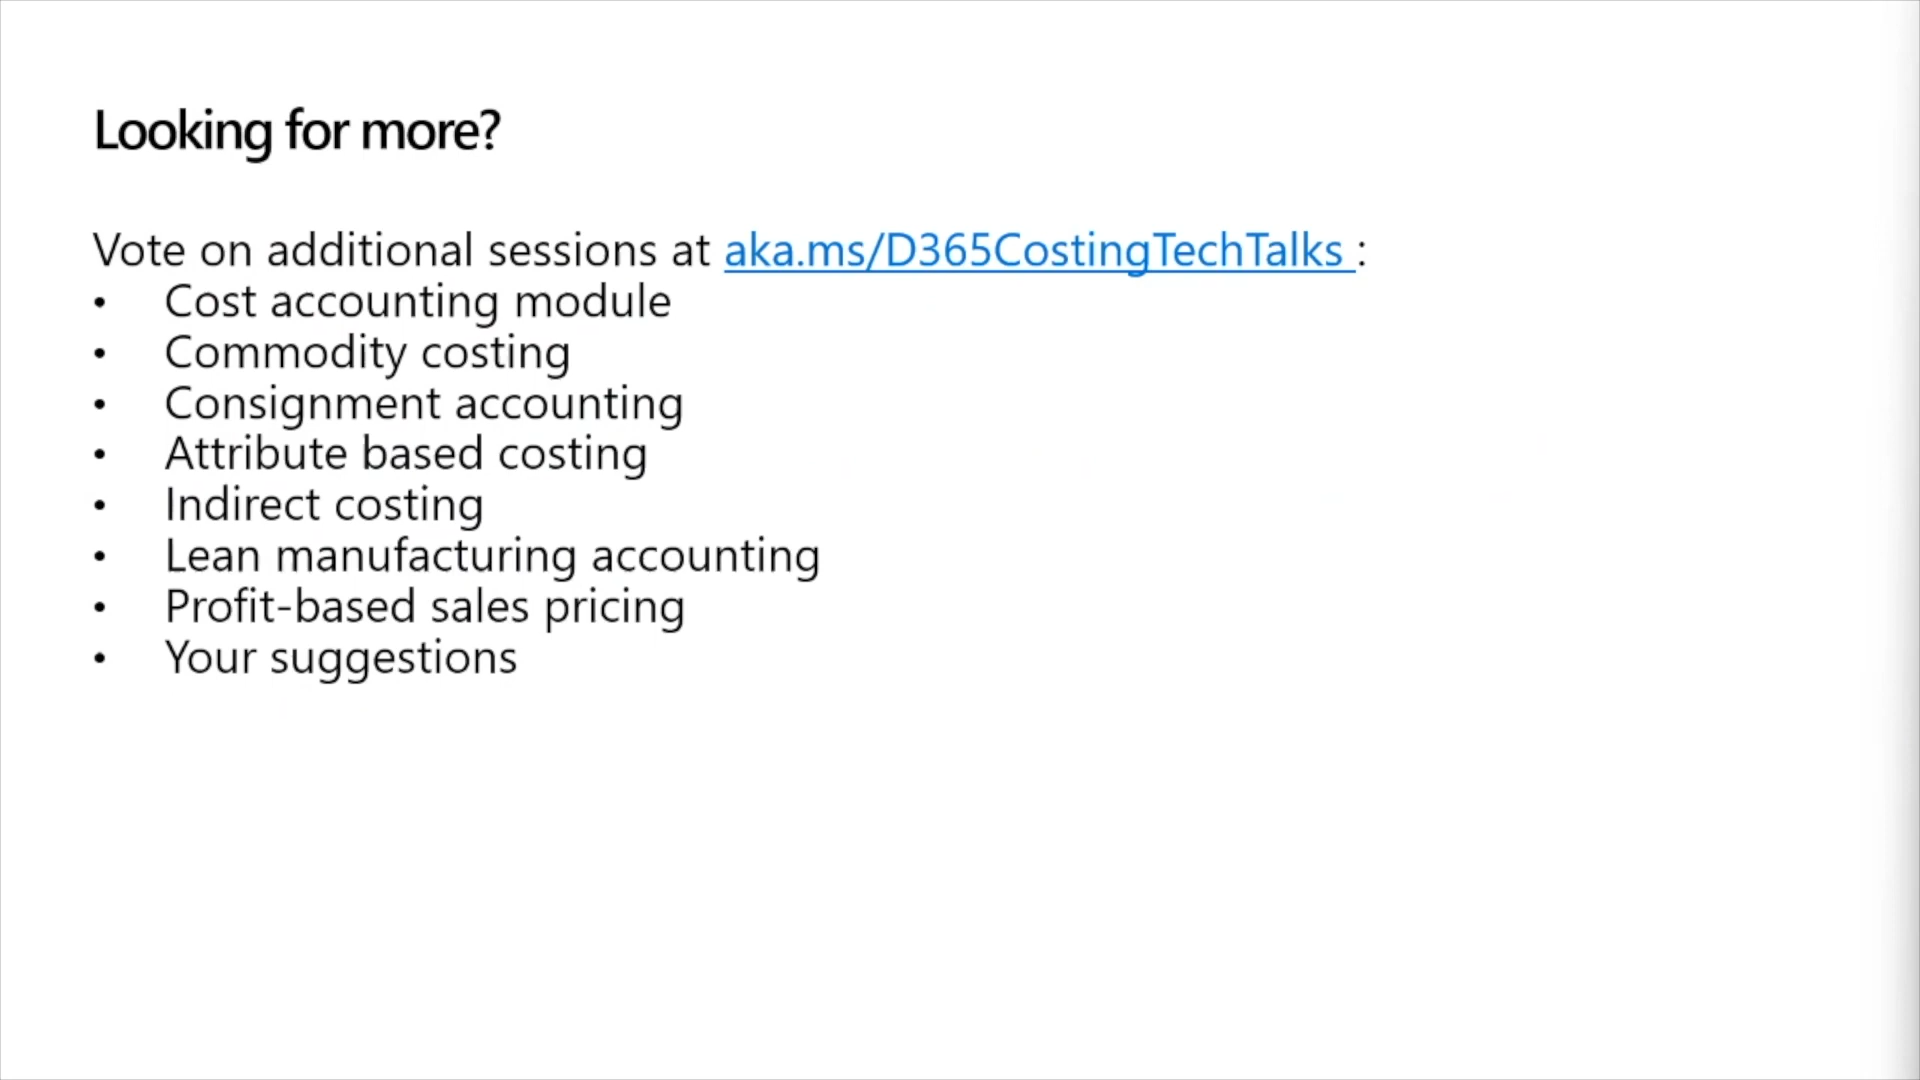 Looking for more?
Vote on additional sessions at aka.ms/D365CostingTechTalks :
• Cost accounting module
• Commodity costing
• Consignment accounting
• Attribute based costing
• Indirect costing
• Lean manufacturing accounting
• Profit-based sales pricing
• Your suggestions